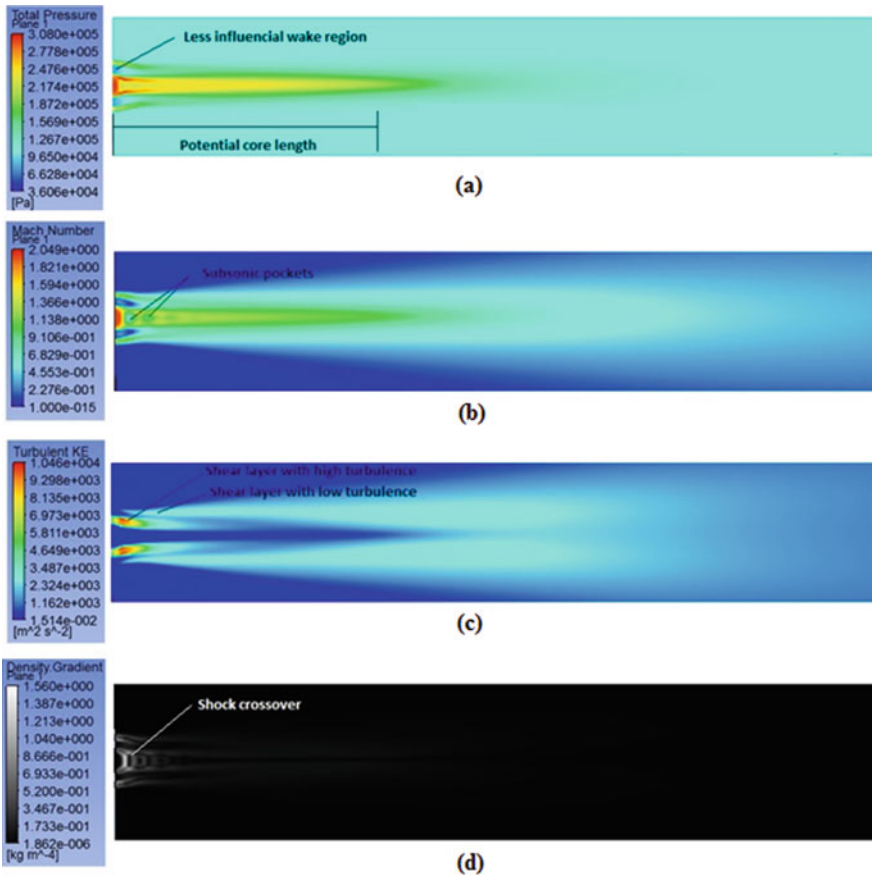 Total Pressure
Plane 1
3.080e+005
2.778e+005
2.476e+005
2.174e+005
1.872e+005
1.569e+005
1.267e+005
9.650e+004
6.628e+004
3.606e+004
[Pa]
Less influencial wake region
Potential core length
(a)
Mach Number
Plane 1
2.049e+000
1.821e+000
1.594e+000
1.366e+000
1.138e+000
9.106e-001
6.829e-001
4.553e-001
2.276e-001
1.000e-015
Subsonic pockets
(b)
Turbulent KE
1.046e+004
9.298e+003
8.135e+003
6.973e+003
5.811e+003
4.649e+003
3.487e+003
2.324e+003
1.162e+003
1.514e-002
[m^2 s^-2]
Shear layer with high turbulence
Shear layer with low turbulence
(c)
Density.Gradient
Plane 1
1.560e+000
1.387e+000
1.213e+000
1.040e+000
8.666e-001
6.933e-001
5.200e-001
3.467e-001
1.733e-001
1.862e-006
[kg m^-4]
Shock crossover
(d)